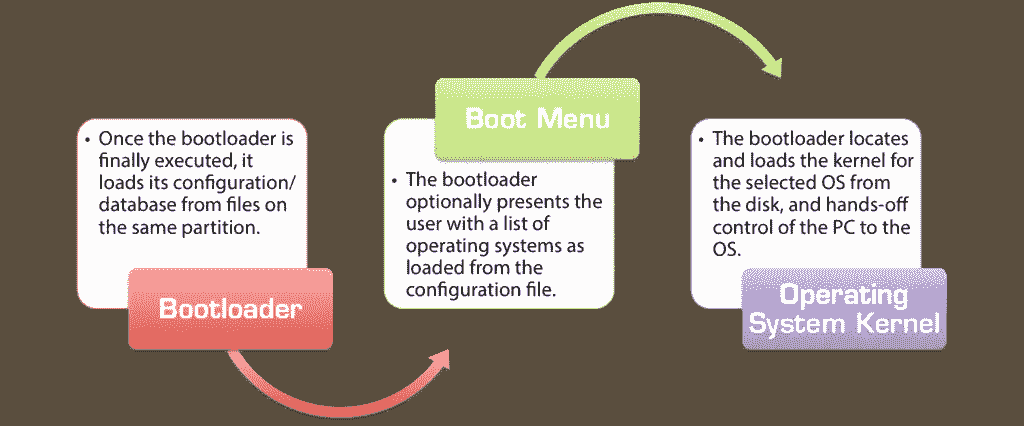 • Once the bootloader is
finally executed, it
loads its configuration/
database from files on
the same partition.
Bootloader
Boot Menu
• The bootloader
optionally presents the
user with a list of
operating systems as
loaded from the
configuration file.
• The bootloader locates
and loads the kernel for
the selected OS from
the disk, and hands-off
control of the PC to the
OS.
Operating
System Kernel